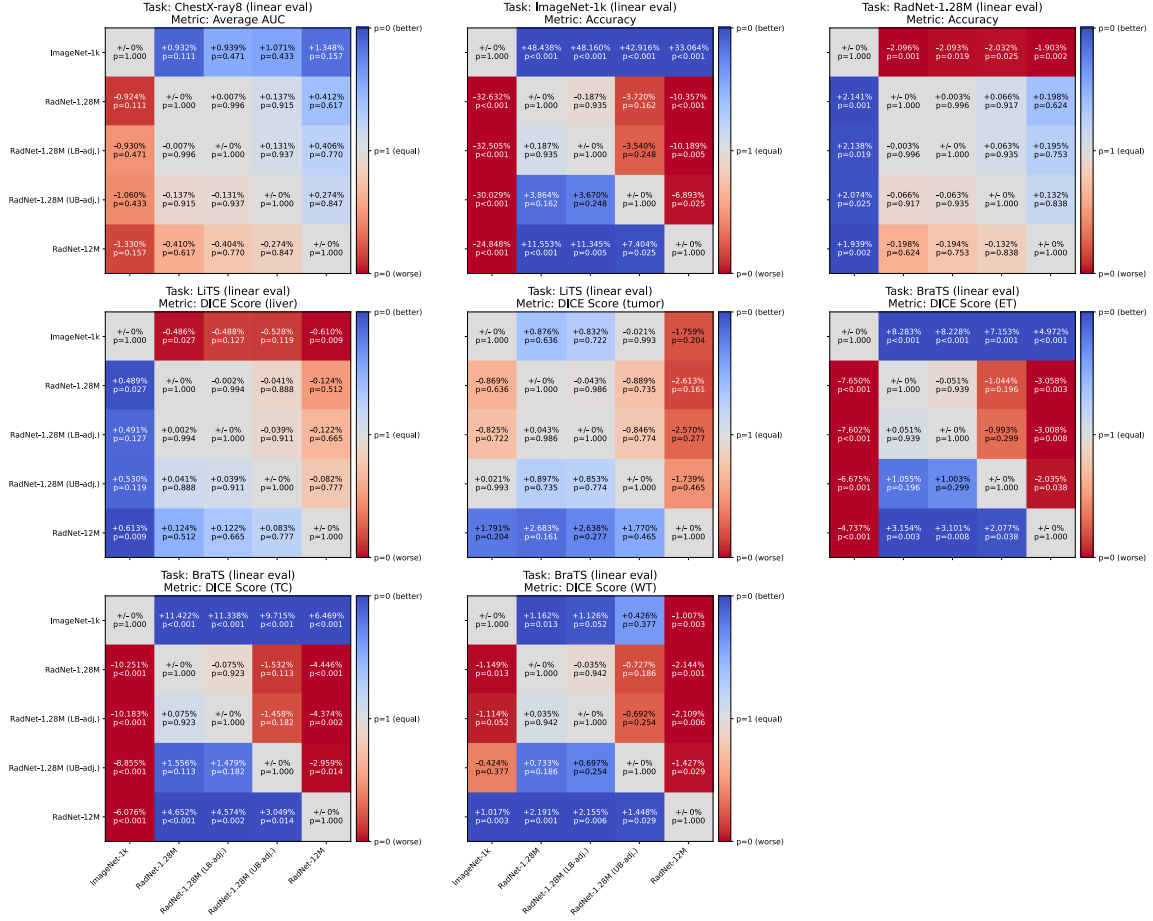 Task: ChestX-ray8 (linear eval)
Metric: Average AUC
ImageNet-1k
RadNet-1.28M
RadNet-1.28M (LB-adj.)
RadNet-1.28M (UB-adj.)
RadNet-12M
+/- 0% +0.932% +0.939% +1.071% +1.348%
p=1.000 p=0.111 p=0.471 p=0.433 p=0.157
-0.924% +/- 0% +0.007% +0.137% +0.412%
p=0.111 p=1.000 p=0.996 p=0.915 p=0.617
-0.930% -0.007% +/- 0% +0.131% +0.406%
p=0.471 p=0.996 p=1.000 p=0.937 p=0.770
-1.060% -0.137% -0.131% +/- 0% +0.274%
p=0.433 p=0.915 p=0.937 p=1.000 p=0.847
-1.330% -0.410% -0.404% -0.274% +/- 0%
p=0.157 p=0.617 p=0.770 p=0.847 p=1.000
p=0 (better)
p=1 (equal)
p=0 (worse)
Task: ImageNet-1k (linear eval)
Metric: Accuracy
+/- 0% +48.438% +48.160% +42.916% +33.064%
p=1.000 p<.001 p<.001 p<.001 p<.001
-32.632% +/- 0% -0.187% -3.720% -10.357%
p<.001 p=1.000 p=0.935 p=0.162 p<.001
-32.505% +0.187% +/- 0% -3.540% -10.189%
p<.001 p=0.935 p=1.000 p=0.248 p=0.005
-30.029% +3.864% +3.670% +/- 0% -6.893%
p<.001 p=0.162 p=0.248 p=1.000 p=0.025
-24.848% +11.553% +11.345% +7.404% +/- 0%
p<.001 p<.001 p=0.005 p=0.025 p=1.000
p=0 (better)
p=1 (equal)
p=0 (worse)
Task: RadNet-1.28M (linear eval)
Metric: Accuracy
+/- 0% -2.096% -2.093% -2.032% -1.903%
p=1.000 p=0.001 p=0.019 p=0.025 p=0.002
+2.141% +/- 0% +0.003% +0.066% +0.198%
p=0.001 p=1.000 p=0.996 p=0.917 p=0.624
+2.138% -0.003% +/- 0% +0.063% +0.195%
p=0.019 p=0.996 p=1.000 p=0.935 p=0.753
+2.074% -0.066% -0.063% +/- 0% +0.132%
p=0.025 p=0.917 p=0.935 p=1.000 p=0.838
+1.939% -0.198% -0.194% -0.132% +/- 0%
p=0.002 p=0.624 p=0.753 p=0.838 p=1.000
p=0 (better)
p=1 (equal)
p=0 (worse)
Task: LiTS (linear eval)
Metric: DICE Score (liver)
ImageNet-1k
RadNet-1.28M
RadNet-1.28M (LB-adj.)
RadNet-1.28M (UB-adj.)
RadNet-12M
+/- 0% -0.486% -0.488% -0.528% -0.610%
p=1.000 p=0.027 p=0.127 p=0.119 p=0.009
+0.489% +/- 0% -0.002% -0.041% -0.124%
p=0.027 p=1.000 p=0.994 p=0.888 p=0.512
+0.491% +0.002% +/- 0% -0.039% -0.122%
p=0.127 p=0.994 p=1.000 p=0.911 p=0.665
+0.530% +0.041% +0.039% +/- 0% -0.082%
p=0.119 p=0.888 p=0.911 p=1.000 p=0.777
+0.613% +0.124% +0.122% +0.083% +/- 0%
p=0.009 p=0.512 p=0.665 p=0.777 p=1.000
p=0 (better)
p=1 (equal)
p=0 (worse)
Task: LiTS (linear eval)
Metric: DICE Score (tumor)
+/- 0% +0.876% +0.832% -0.021% -1.759%
p=1.000 p=0.636 p=0.722 p=0.993 p=0.204
-0.869% +/- 0% -0.043% -0.889% -2.613%
p=0.636 p=1.000 p=0.986 p=0.735 p=0.161
-0.825% +0.043% +/- 0% -0.846% -2.570%
p=0.722 p=0.986 p=1.000 p=0.774 p=0.277
+0.021% +0.897% +0.853% +/- 0% -1.739%
p=0.993 p=0.735 p=0.774 p=1.000 p=0.465
+1.791% +2.683% +2.638% +1.770% +/- 0%
p=0.204 p=0.161 p=0.277 p=0.465 p=1.000
p=0 (better)
p=1 (equal)
p=0 (worse)
Task: BraTS (linear eval)
Metric: DICE Score (ET)
+/- 0% +8.283% +8.228% +7.153% +4.972%
p=1.000 p<.001 p<.001 p<.001 p<.001
-7.650% +/- 0% -0.051% -1.044% -3.058%
p<.001 p=1.000 p=0.939 p=0.196 p=0.003
-7.602% +0.051% +/- 0% -0.993% -3.008%
p<.001 p=0.939 p=1.000 p=0.299 p=0.008
-6.675% +1.055% +1.003% +/- 0% -2.035%
p<.001 p=0.196 p=0.299 p=1.000 p=0.038
-4.737% +3.154% +3.101% +2.077% +/- 0%
p<.001 p=0.003 p=0.008 p=0.038 p=1.000
p=0 (better)
p=1 (equal)
p=0 (worse)
Task: BraTS (linear eval)
Metric: DICE Score (TC)
ImageNet-1k
RadNet-1.28M
RadNet-1.28M (LB-adj.)
RadNet-1.28M (UB-adj.)
RadNet-12M
+/- 0% +11.422% +11.338% +9.715% +6.469%
p=1.000 p<.001 p<.001 p<.001 p<.001
-10.251% +/- 0% -0.075% -1.532% -4.446%
p<.001 p=1.000 p=0.923 p=0.113 p<.001
-10.183% +0.075% +/- 0% -1.458% -4.374%
p<.001 p=0.923 p=1.000 p=0.182 p=0.002
-8.855% +1.556% +1.479% +/- 0% -2.959%
p<.001 p=0.113 p=0.182 p=1.000 p=0.014
-6.076% +4.652% +4.574% +3.049% +/- 0%
p<.001 p<.001 p=0.002 p=0.014 p=1.000
p=0 (better)
p=1 (equal)
p=0 (worse)
ImageNet-1k
RadNet-1.28M
RadNet-1.28M (LB-adj.)
RadNet-1.28M (UB-adj.)
RadNet-12M
Task: BraTS (linear eval)
Metric: DICE Score (WT)
+/- 0% +1.162% +1.126% +0.426% -1.007%
p=1.000 p=0.013 p=0.052 p=0.377 p=0.003
-1.149% +/- 0% -0.035% -0.727% -2.144%
p=0.013 p=1.000 p=0.942 p=0.186 p<.001
-1.114% +0.035% +/- 0% -0.692% -2.109%
p=0.052 p=0.942 p=1.000 p=0.254 p=0.006
-0.424% +0.733% +0.697% +/- 0% -1.427%
p=0.377 p=0.186 p=0.254 p=1.000 p=0.029
+1.017% +2.191% +2.155% +1.448% +/- 0%
p=0.003 p=0.001 p=0.006 p=0.029 p=1.000
p=0 (better)
p=1 (equal)
p=0 (worse)
ImageNet-1k
RadNet-1.28M
RadNet-1.28M (LB-adj.)
RadNet-1.28M (UB-adj.)
RadNet-12M